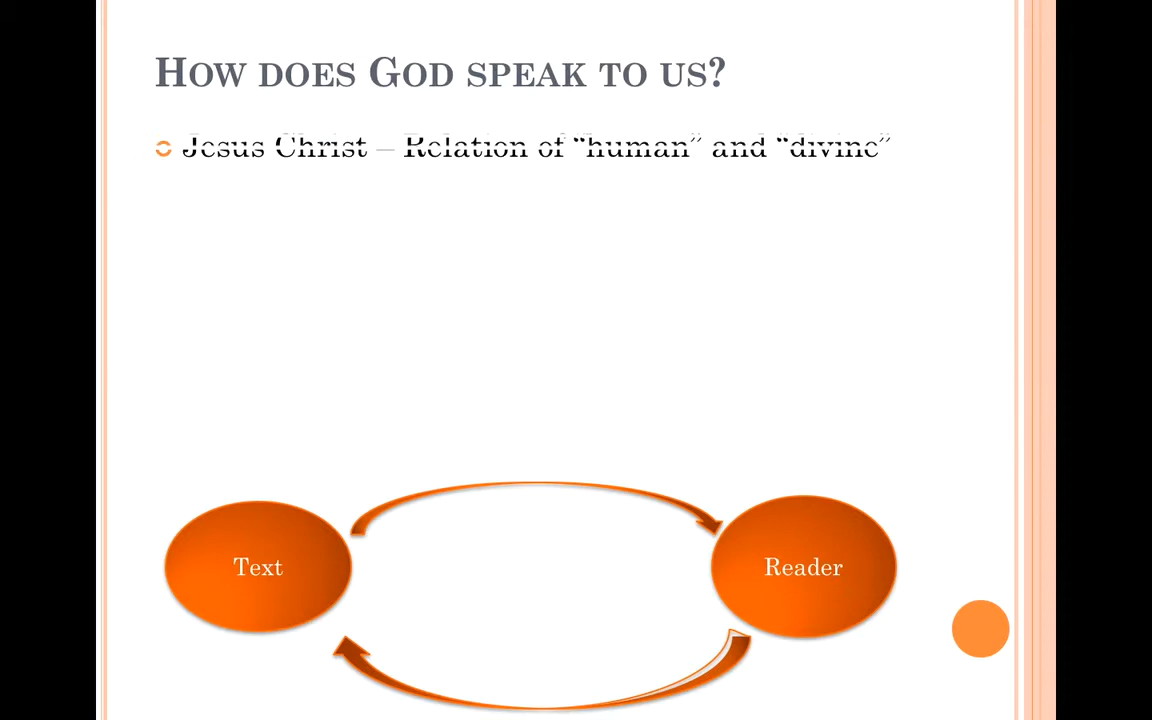 How does God speak to us?
Jesus Christ – Relation of “human” and “divine”
Text
Reader